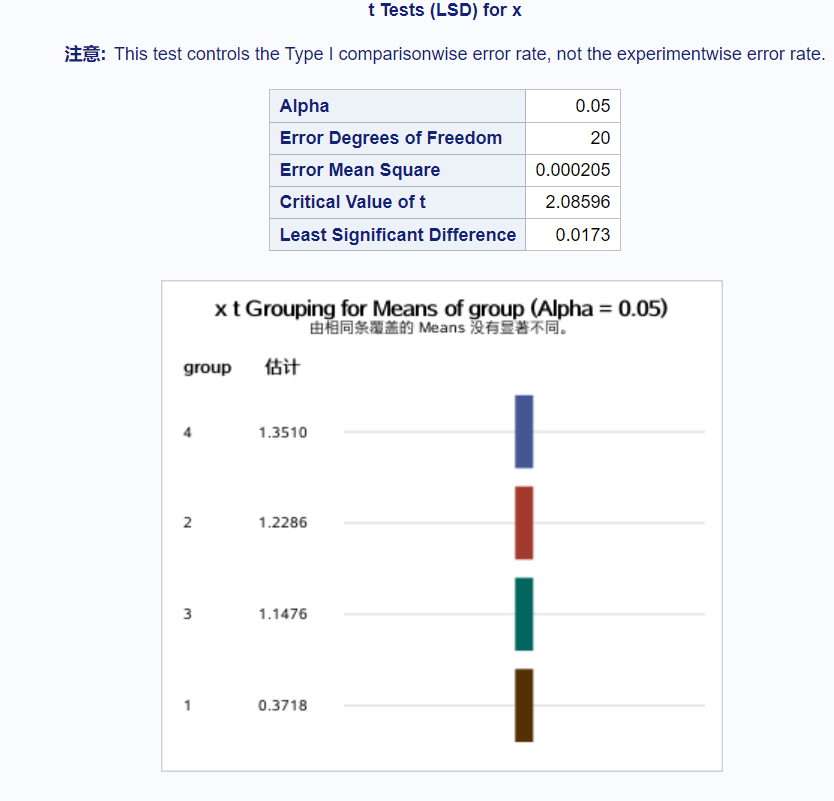 t Tests (LSD) for x
注意: This test controls the Type I comparisonwise error rate, not the experimentwise error rate.
Alpha 0.05
Error Degrees of Freedom 20
Error Mean Square 0.000205
Critical Value of t 2.08596
Least Significant Difference 0.0173
x t Grouping for Means of group (Alpha = 0.05)
由相同条覆盖的 Means 没有显著不同。
group 估计
4 1.3510
2 1.2286
3 1.1476
1 0.3718